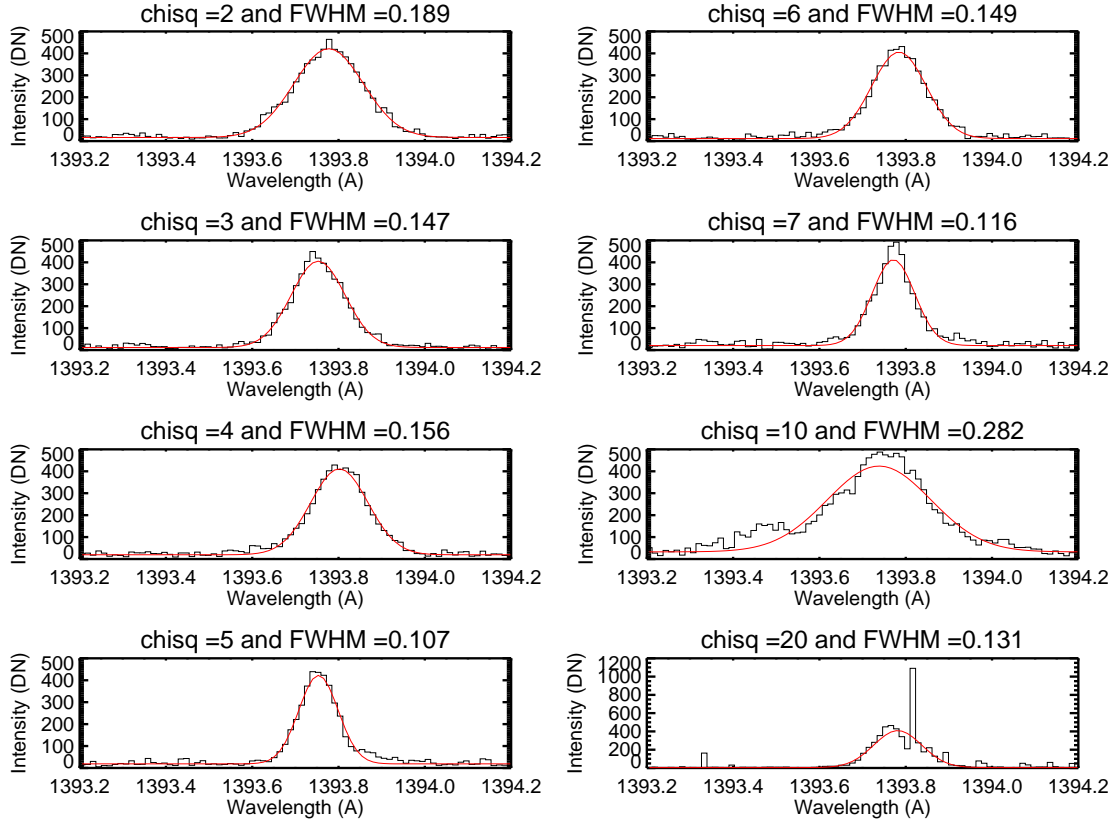 chisq =2 and FWHM =0.189
Intensity (DN)
500
400
300
200
100
0
1393.2 1393.4 1393.6 1393.8 1394.0 1394.2
Wavelength (A)
chisq =6 and FWHM =0.149
Intensity (DN)
500
400
300
200
100
0
1393.2 1393.4 1393.6 1393.8 1394.0 1394.2
Wavelength (A)
chisq =3 and FWHM =0.147
Intensity (DN)
500
400
300
200
100
0
1393.2 1393.4 1393.6 1393.8 1394.0 1394.2
Wavelength (A)
chisq =7 and FWHM =0.116
Intensity (DN)
500
400
300
200
100
0
1393.2 1393.4 1393.6 1393.8 1394.0 1394.2
Wavelength (A)
chisq =4 and FWHM =0.156
Intensity (DN)
500
400
300
200
100
0
1393.2 1393.4 1393.6 1393.8 1394.0 1394.2
Wavelength (A)
chisq =10 and FWHM =0.282
Intensity (DN)
500
400
300
200
100
0
1393.2 1393.4 1393.6 1393.8 1394.0 1394.2
Wavelength (A)
chisq =5 and FWHM =0.107
Intensity (DN)
500
400
300
200
100
0
1393.2 1393.4 1393.6 1393.8 1394.0 1394.2
Wavelength (A)
chisq =20 and FWHM =0.131
Intensity (DN)
1200
1000
800
600
400
200
0
1393.2 1393.4 1393.6 1393.8 1394.0 1394.2
Wavelength (A)